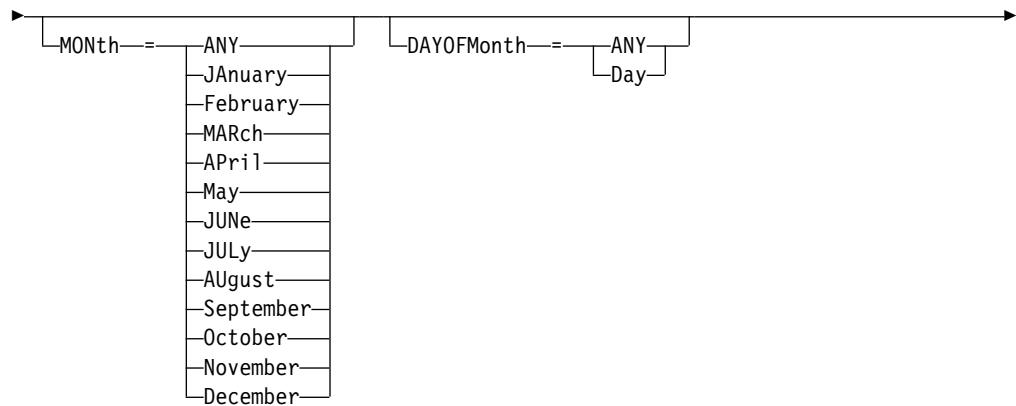 MONth = ANY DAYOFMonth = ANY
JAnuary Day
February
MARch
APril
May
JUNe
JULy
AUgust
September
October
November
December